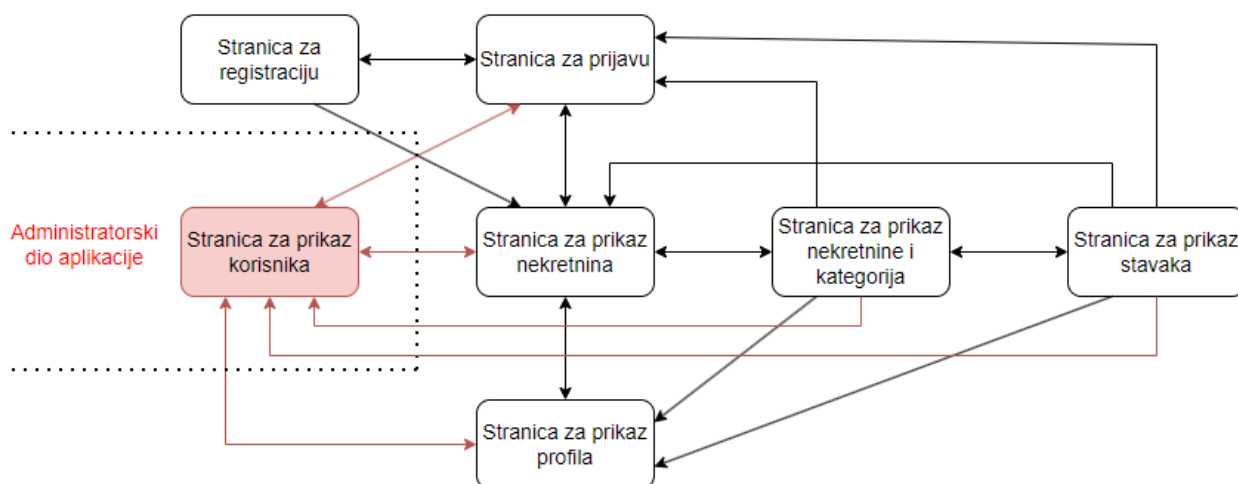 Stranica za
registraciju
Stranica za prijavu
Administratorski
dio aplikacije
Stranica za prikaz
korisnika
Stranica za prikaz
nekretnina
Stranica za prikaz
nekretnine i
kategorija
Stranica za prikaz
stavaka
Stranica za prikaz
profila